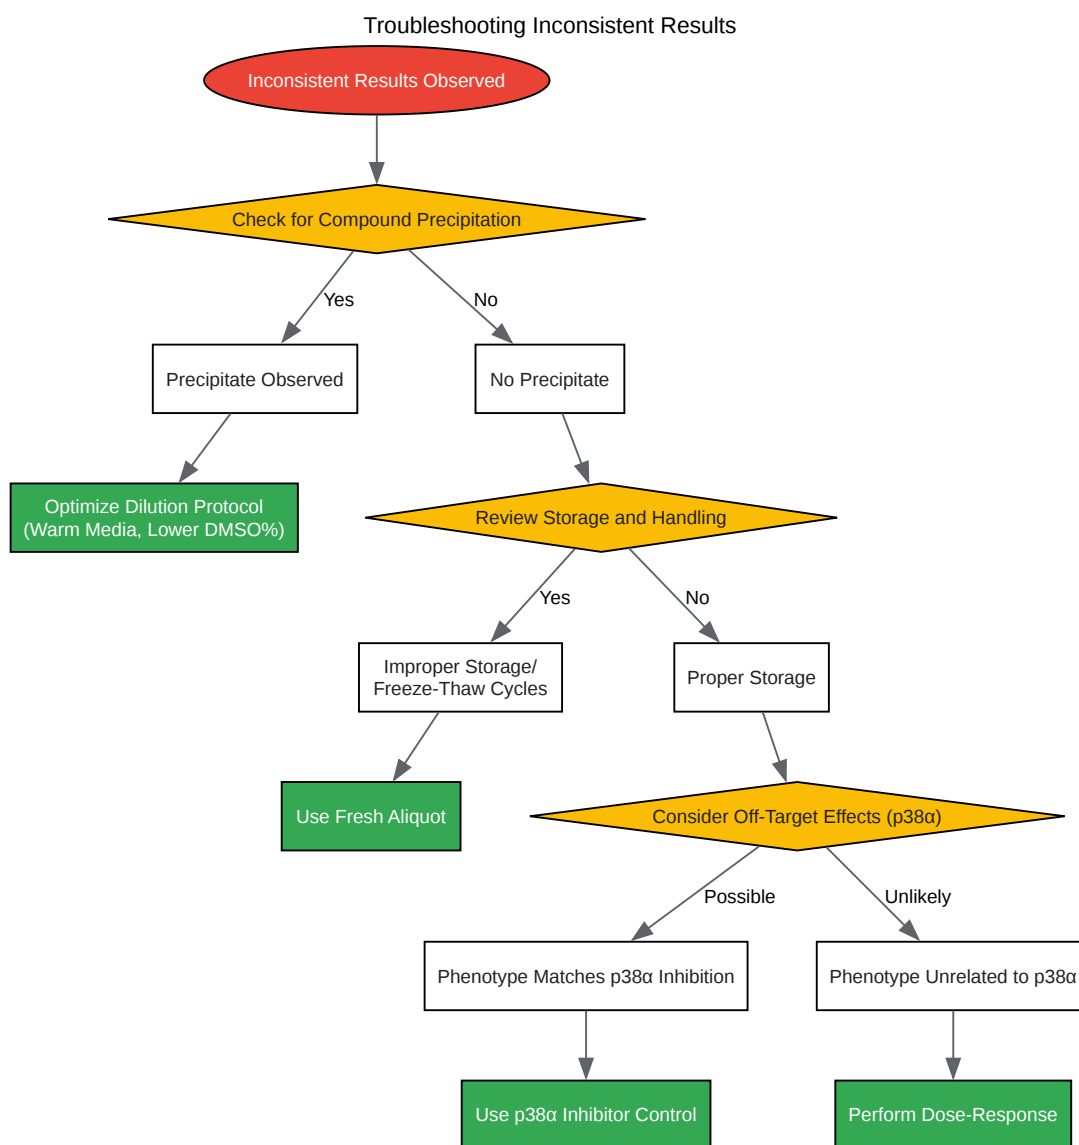 Troubleshooting Inconsistent Results
Inconsistent Results Observed
Check for Compound Precipitation
Yes
No
Precipitate Observed
No Precipitate
Optimize Dilution Protocol
(Warm Media, Lower DMSO%)
Review Storage and Handling
Yes
No
Improper Storage/
Freeze-Thaw Cycles
Proper Storage
Use Fresh Aliquot
Consider Off-Target Effects (p38α)
Possible
Unlikely
Phenotype Matches p38α Inhibition
Phenotype Unrelated to p38α
Use p38α Inhibitor Control
Perform Dose-Response